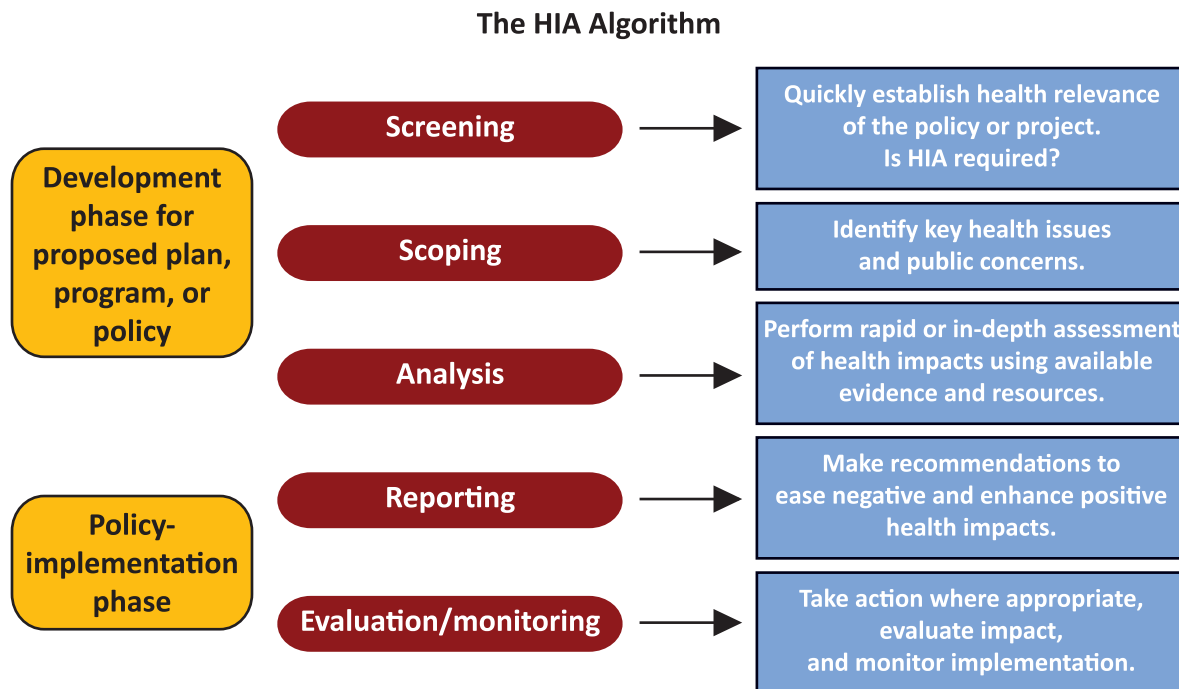 The HIA Algorithm
Development
phase for
proposed plan,
program, or
policy
Screening
Quickly establish health relevance
of the policy or project.
Is HIA required?
Scoping
Identify key health issues
and public concerns.
Analysis
Perform rapid or in-depth assessment
of health impacts using available
evidence and resources.
Policy-
implementation
phase
Reporting
Make recommendations to
ease negative and enhance positive
health impacts.
Evaluation/monitoring
Take action where appropriate,
evaluate impact,
and monitor implementation.